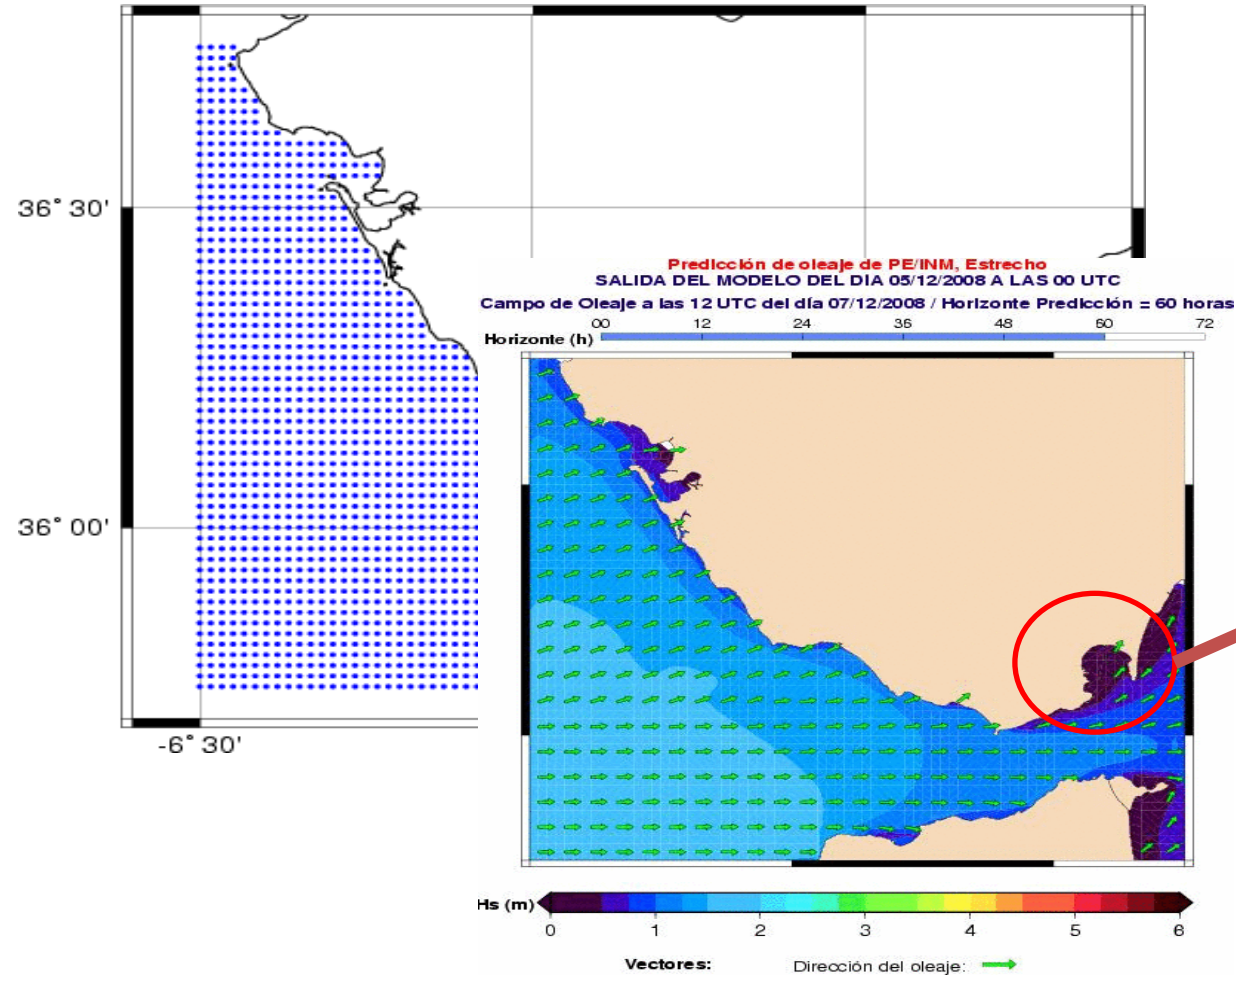 36° 30'
36° 00'
-6° 30'
Predicción de oleaje de PE/INM, Estrecho
SALIDA DEL MODELO DEL DIA 05/12/2008 A LAS 00 UTC
Campo de Oleaje a las 12 UTC del día 07/12/2008 / Horizonte Predicción = 60 horas
00 12 24 36 48 60 72
Horizonte (h)
Hs (m)
0 1 2 3 4 5 6
Vectores: Dirección del oleaje: